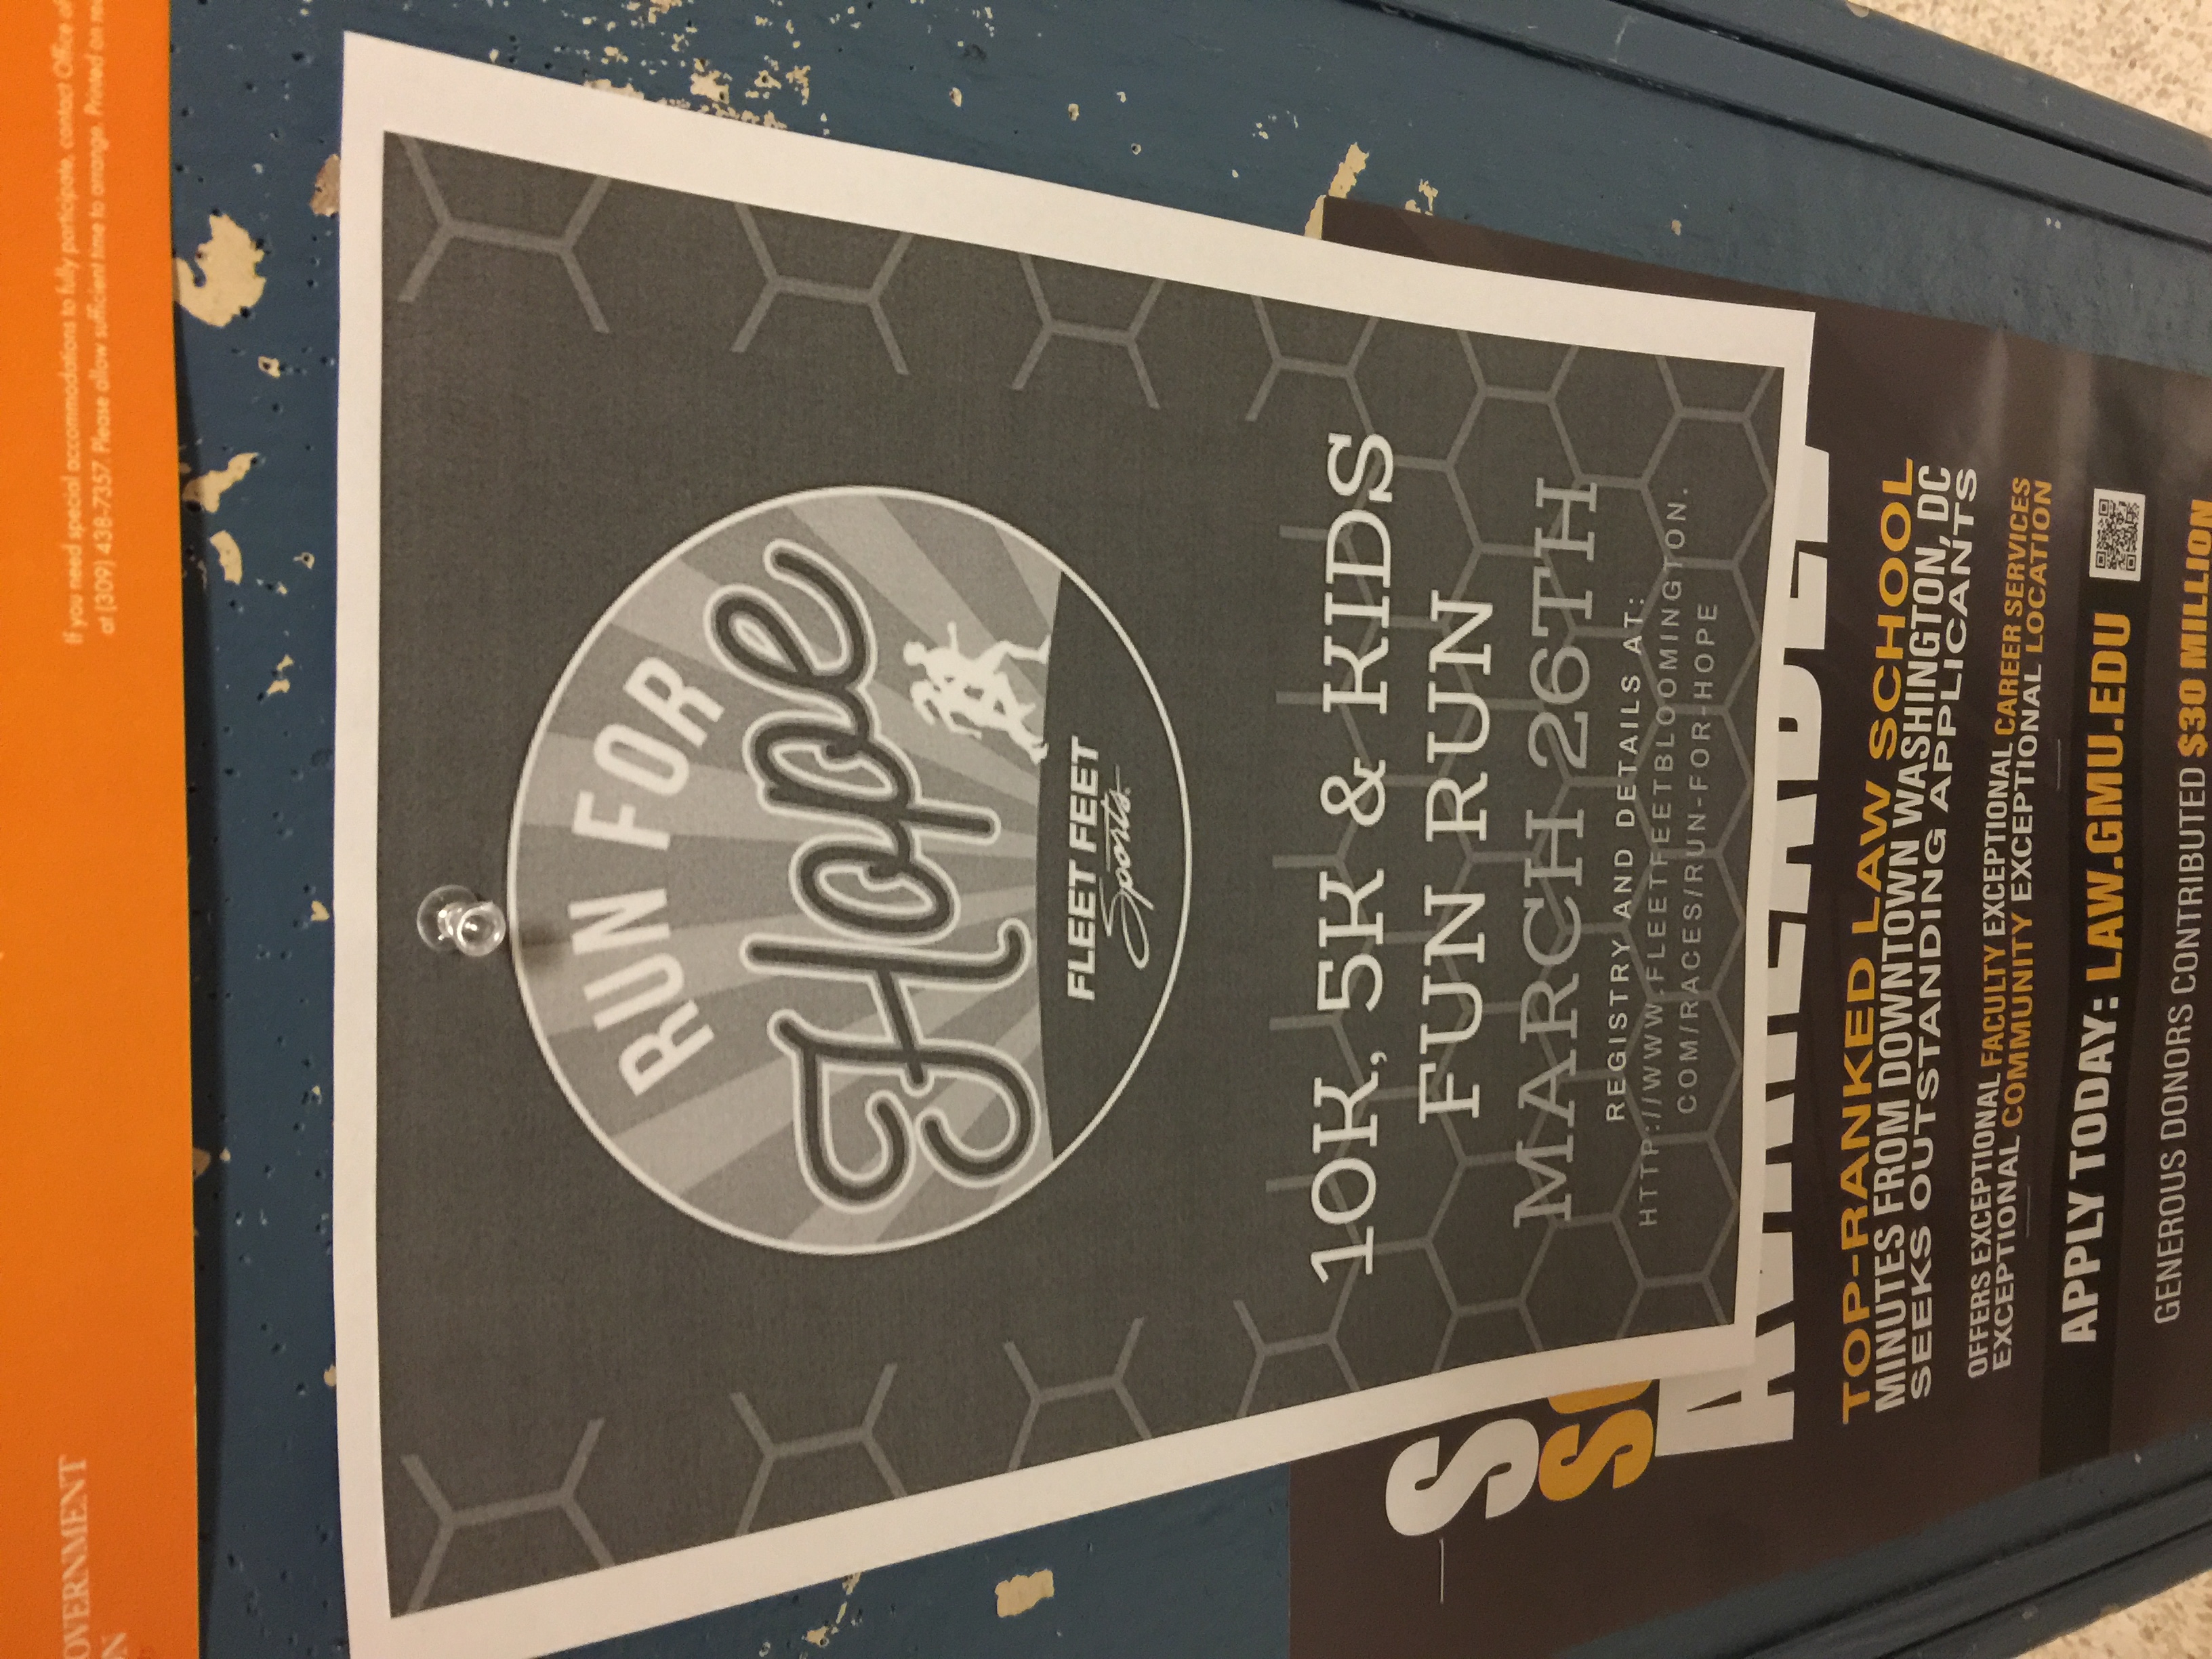 OVERNMENT
ON
If you need special accommodations to fully participate, contact Office of
at (309) 438-7357. Please allow sufficient time to arrange. Printed on
RUN FOR
Hope
FLEET FEET
Sports
10K, 5K & KIDS
FUN RUN
MARCH 26TH
REGISTRY AND DETAILS AT:
HTTP://WWW.FLEETFEETBLOOMINGTON.
COM/RACES/RUN-FOR-HOPE
S
S
TOP-RANKED LAW SCHOOL
MINUTES FROM DOWNTOWN WASHINGTON, DC
SEEKS OUTSTANDING APPLICANTS
OFFERS EXCEPTIONAL FACULTY EXCEPTIONAL CAREER SERVICES
EXCEPTIONAL COMMUNITY EXCEPTIONAL LOCATION
APPLY TODAY: LAW.GMU.EDU
GENEROUS DONORS CONTRIBUTED $30 MILLION